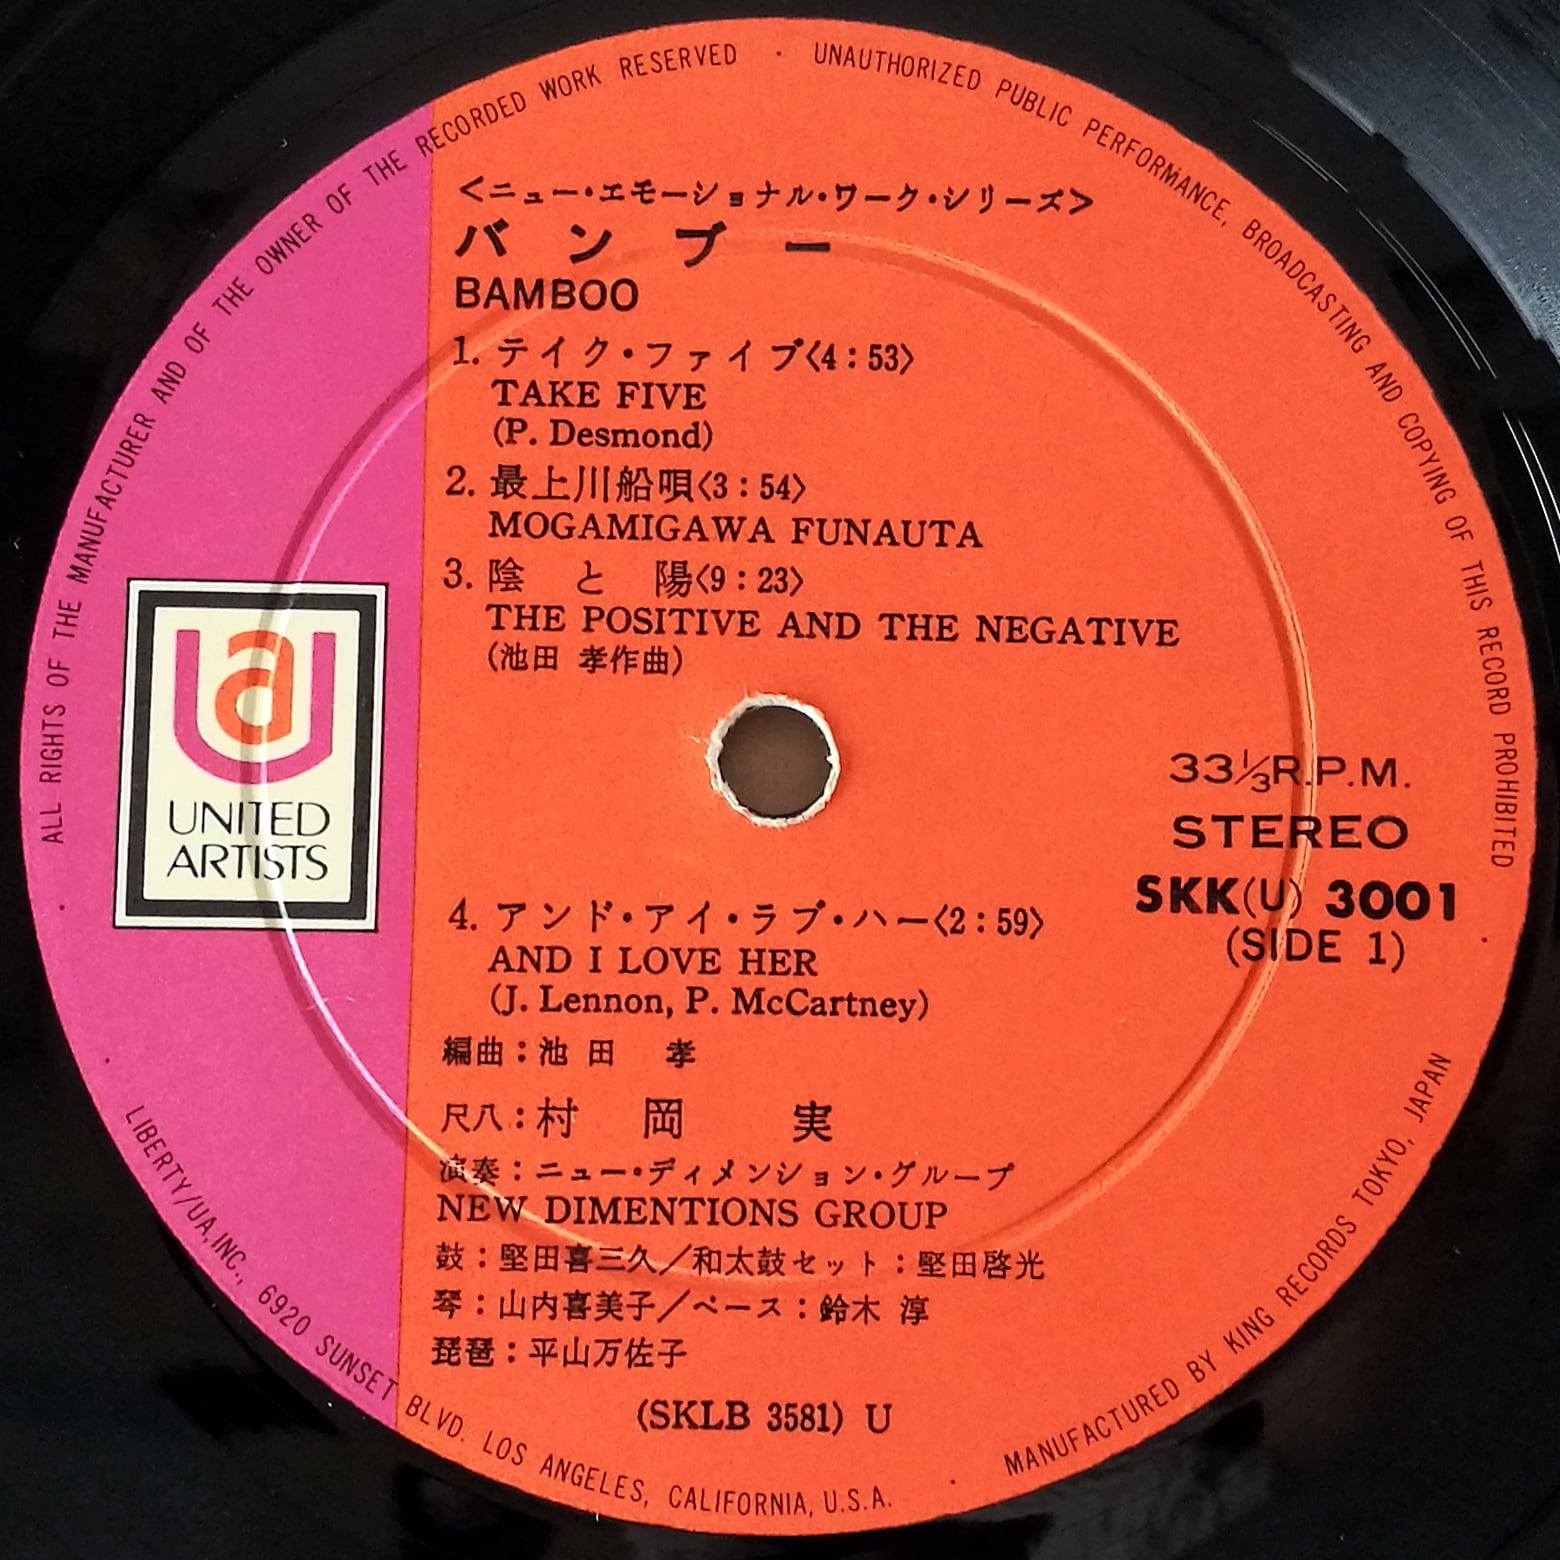 ALL RIGHTS OF THE MANUFACTURER AND OF THE OWNER OF THE RECORDED WORK RESERVED · UNAUTHORIZED PUBLIC PERFORMANCE, BROADCASTING AND COPYING OF THIS RECORD PROHIBITED
<ニュー・エモーショナル・ワーク・シリーズ>
バンブー
BAMBOO
1. テイク・ファイブ〈4:53〉
TAKE FIVE
(P. Desmond)
2. 最上川船唄〈3:54〉
MOGAMIGAWA FUNAUTA
3. 陰と陽〈9:23〉
THE POSITIVE AND THE NEGATIVE
(池田 孝作曲)
ua
UNITED
ARTISTS
33⅓R.P.M.
STEREO
SKK(U) 3001
(SIDE 1)
4. アンド・アイ・ラブ・ハー〈2:59〉
AND I LOVE HER
(J. Lennon, P. McCartney)
編曲:池田 孝
尺八:村岡 実
演奏:ニュー・ディメンション・グループ
NEW DIMENTIONS GROUP
鼓:堅田喜三久/和太鼓セット:堅田啓光
琴:山内喜美子/ベース:鈴木 淳
琵琶:平山万佐子
(SKLB 3581) U
LIBERTY/UA,INC., 6920 SUNSET BLVD. LOS ANGELES, CALIFORNIA, U.S.A. · MANUFACTURED BY KING RECORDS TOKYO, JAPAN